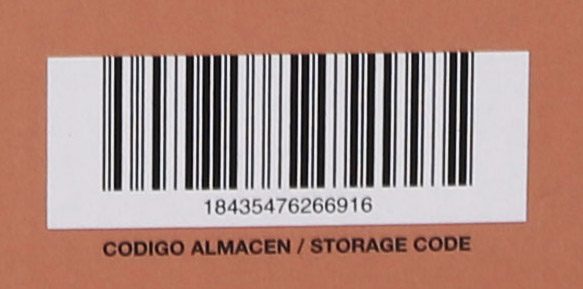 18435476266916
CODIGO ALMACEN / STORAGE CODE